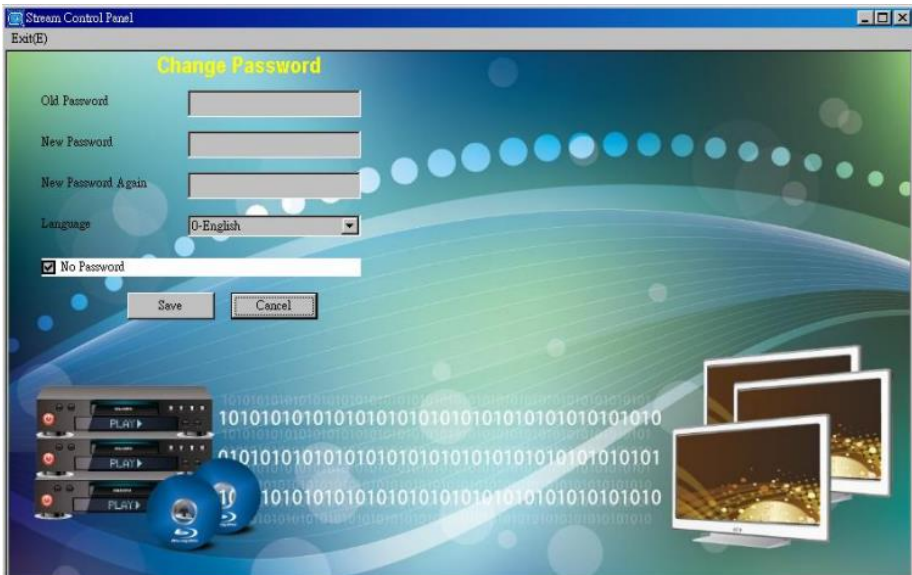 Stream Control Panel
Exit(E)
Change Password
Old Password
New Password
New Password Again
Language 0-English
No Password
Save Cancel
PLAY
1010101010101010101010101010101010101010
PLAY
0101010101010101010101010101010101010101
PLAY
1010101010101010101010101010101010